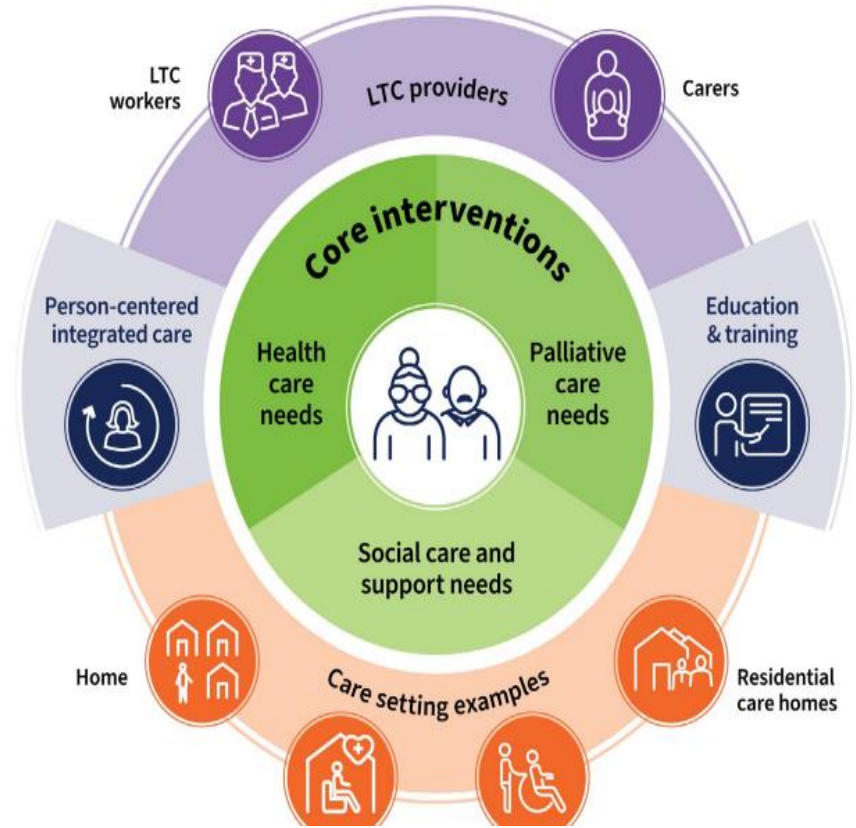 LTC
workers
LTC providers
Carers
Core interventions
Person-centered
integrated care
Education
& training
Health
care
needs
Palliative
care
needs
Social care and
support needs
Home
Care setting examples
Residential
care homes